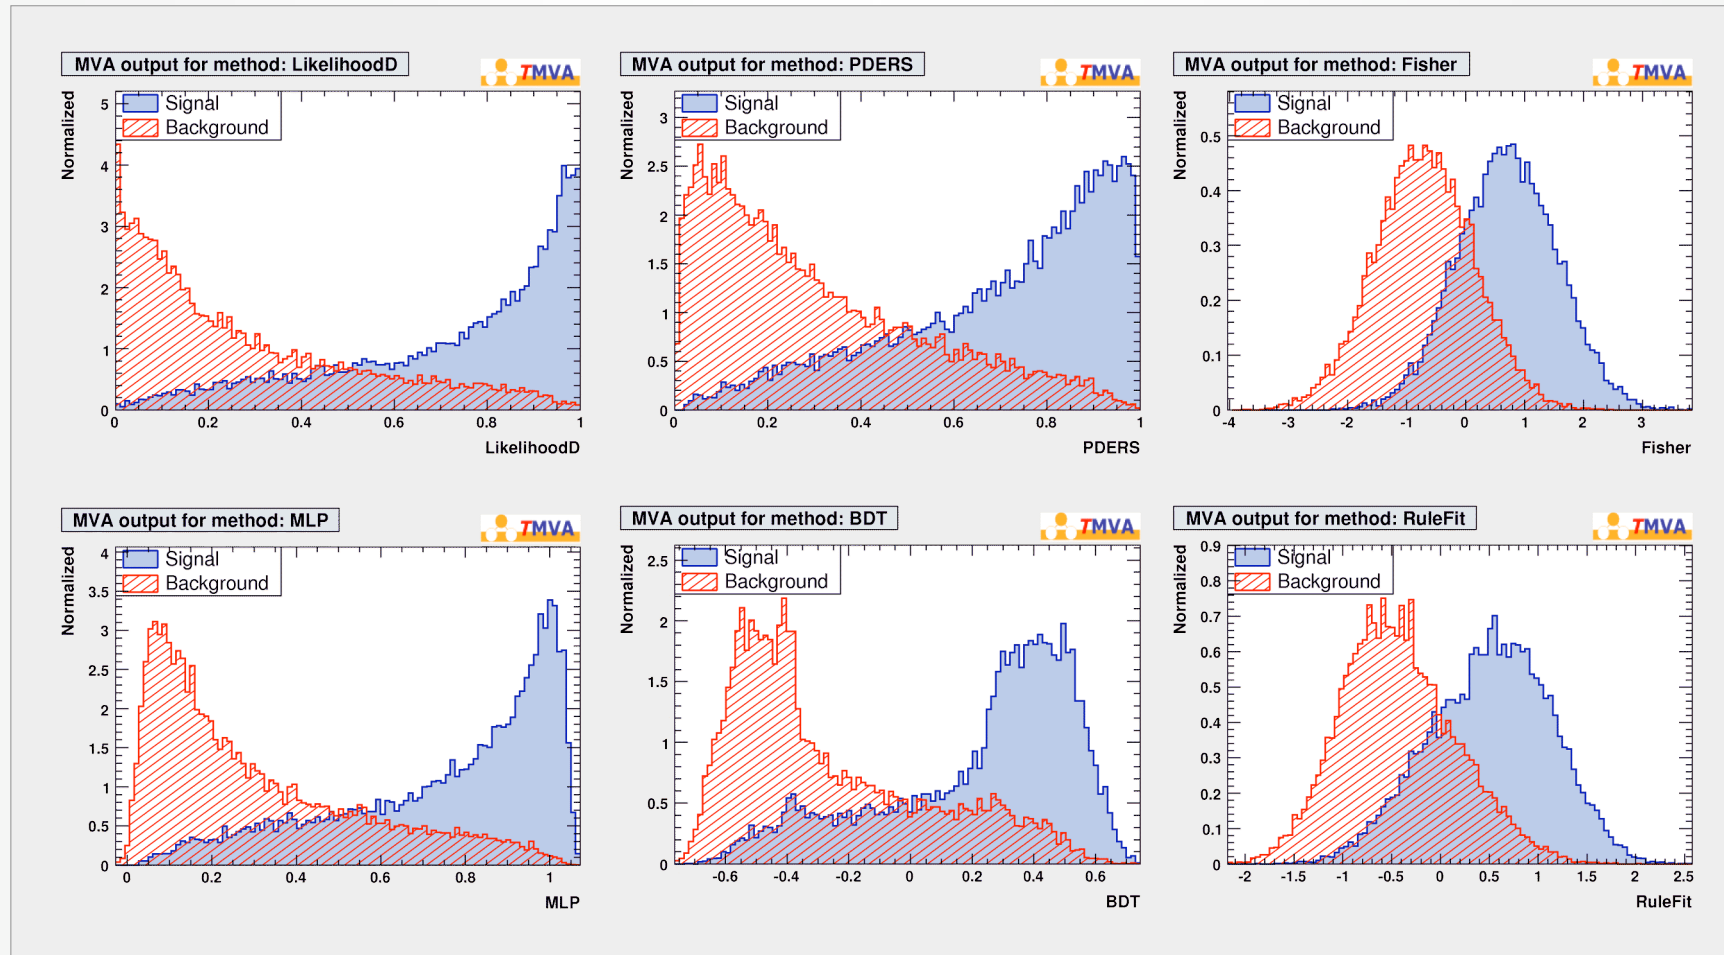 MVA output for method: LikelihoodD
TMVA
Normalized
Signal
Background
5
4
3
2
1
0
0 0.2 0.4 0.6 0.8 1
LikelihoodD
MVA output for method: PDERS
TMVA
Normalized
Signal
Background
3
2.5
2
1.5
1
0.5
0
0 0.2 0.4 0.6 0.8 1
PDERS
MVA output for method: Fisher
TMVA
Normalized
Signal
Background
0.5
0.4
0.3
0.2
0.1
0
-4 -3 -2 -1 0 1 2 3
Fisher
MVA output for method: MLP
TMVA
Normalized
Signal
Background
4
3.5
3
2.5
2
1.5
1
0.5
0
0 0.2 0.4 0.6 0.8 1
MLP
MVA output for method: BDT
TMVA
Normalized
Signal
Background
2.5
2
1.5
1
0.5
0
-0.6 -0.4 -0.2 0 0.2 0.4 0.6
BDT
MVA output for method: RuleFit
TMVA
Normalized
Signal
Background
0.9
0.8
0.7
0.6
0.5
0.4
0.3
0.2
0.1
0
-2 -1.5 -1 -0.5 0 0.5 1 1.5 2 2.5
RuleFit